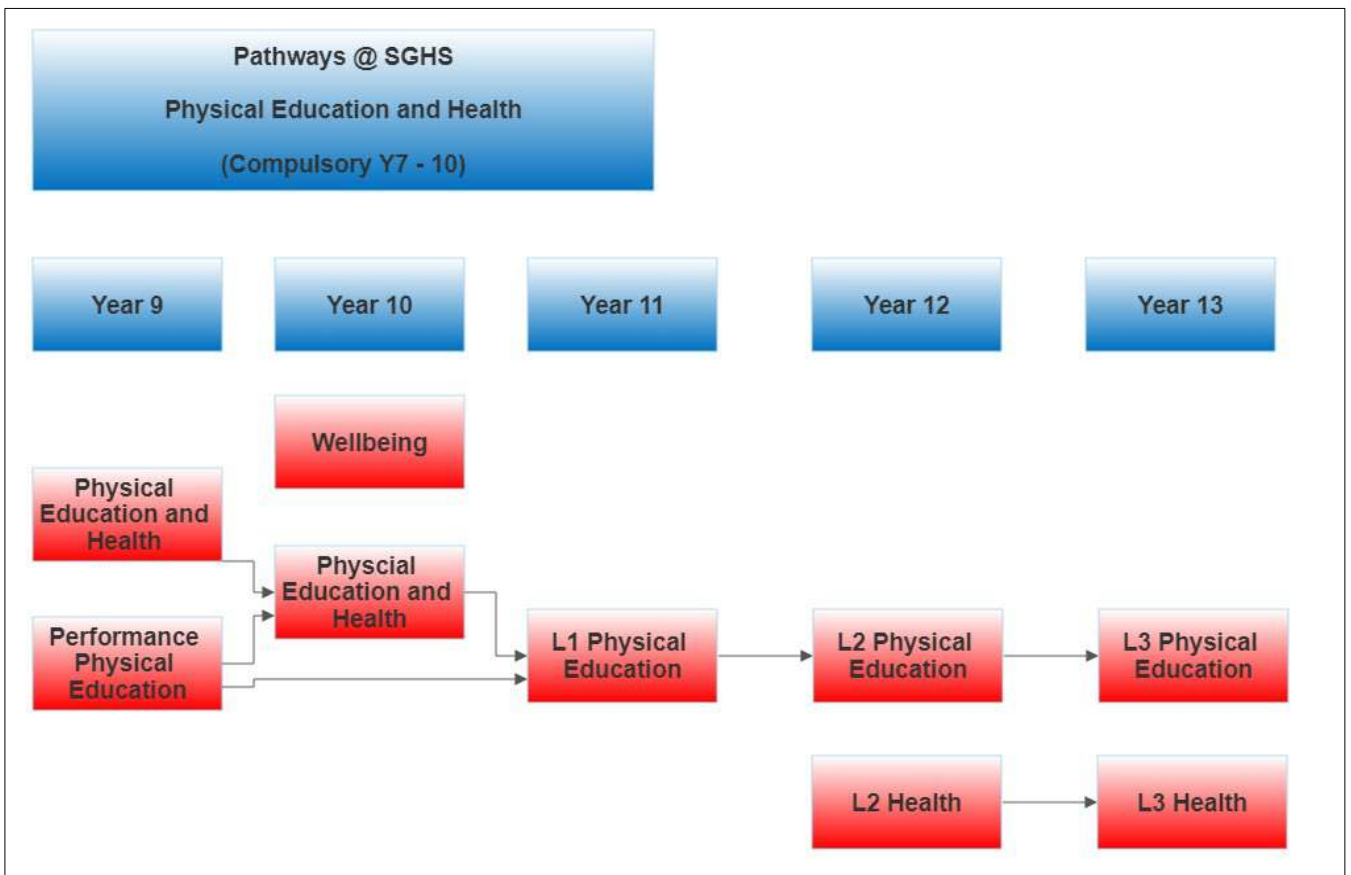 Pathways @ SGHS
Physical Education and Health
(Compulsory Y7 - 10)
Year 9
Year 10
Year 11
Year 12
Year 13
Wellbeing
Physical
Education and
Health
Physcial
Education and
Health
Performance
Physical
Education
L1 Physical
Education
L2 Physical
Education
L3 Physical
Education
L2 Health
L3 Health